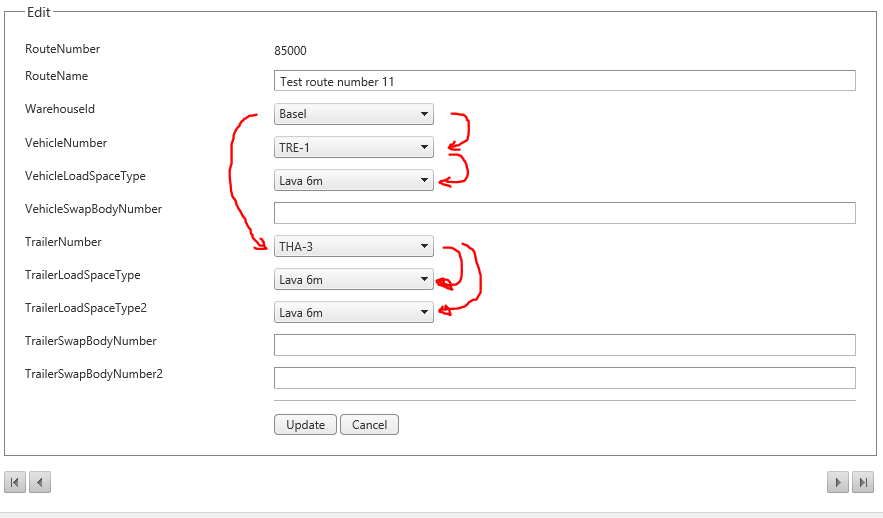 Edit
RouteNumber 85000
RouteName Test route number 11
WarehouseId Basel
VehicleNumber TRE-1
VehicleLoadSpaceType Lava 6m
VehicleSwapBodyNumber
TrailerNumber THA-3
TrailerLoadSpaceType Lava 6m
TrailerLoadSpaceType2 Lava 6m
TrailerSwapBodyNumber
TrailerSwapBodyNumber2
Update Cancel